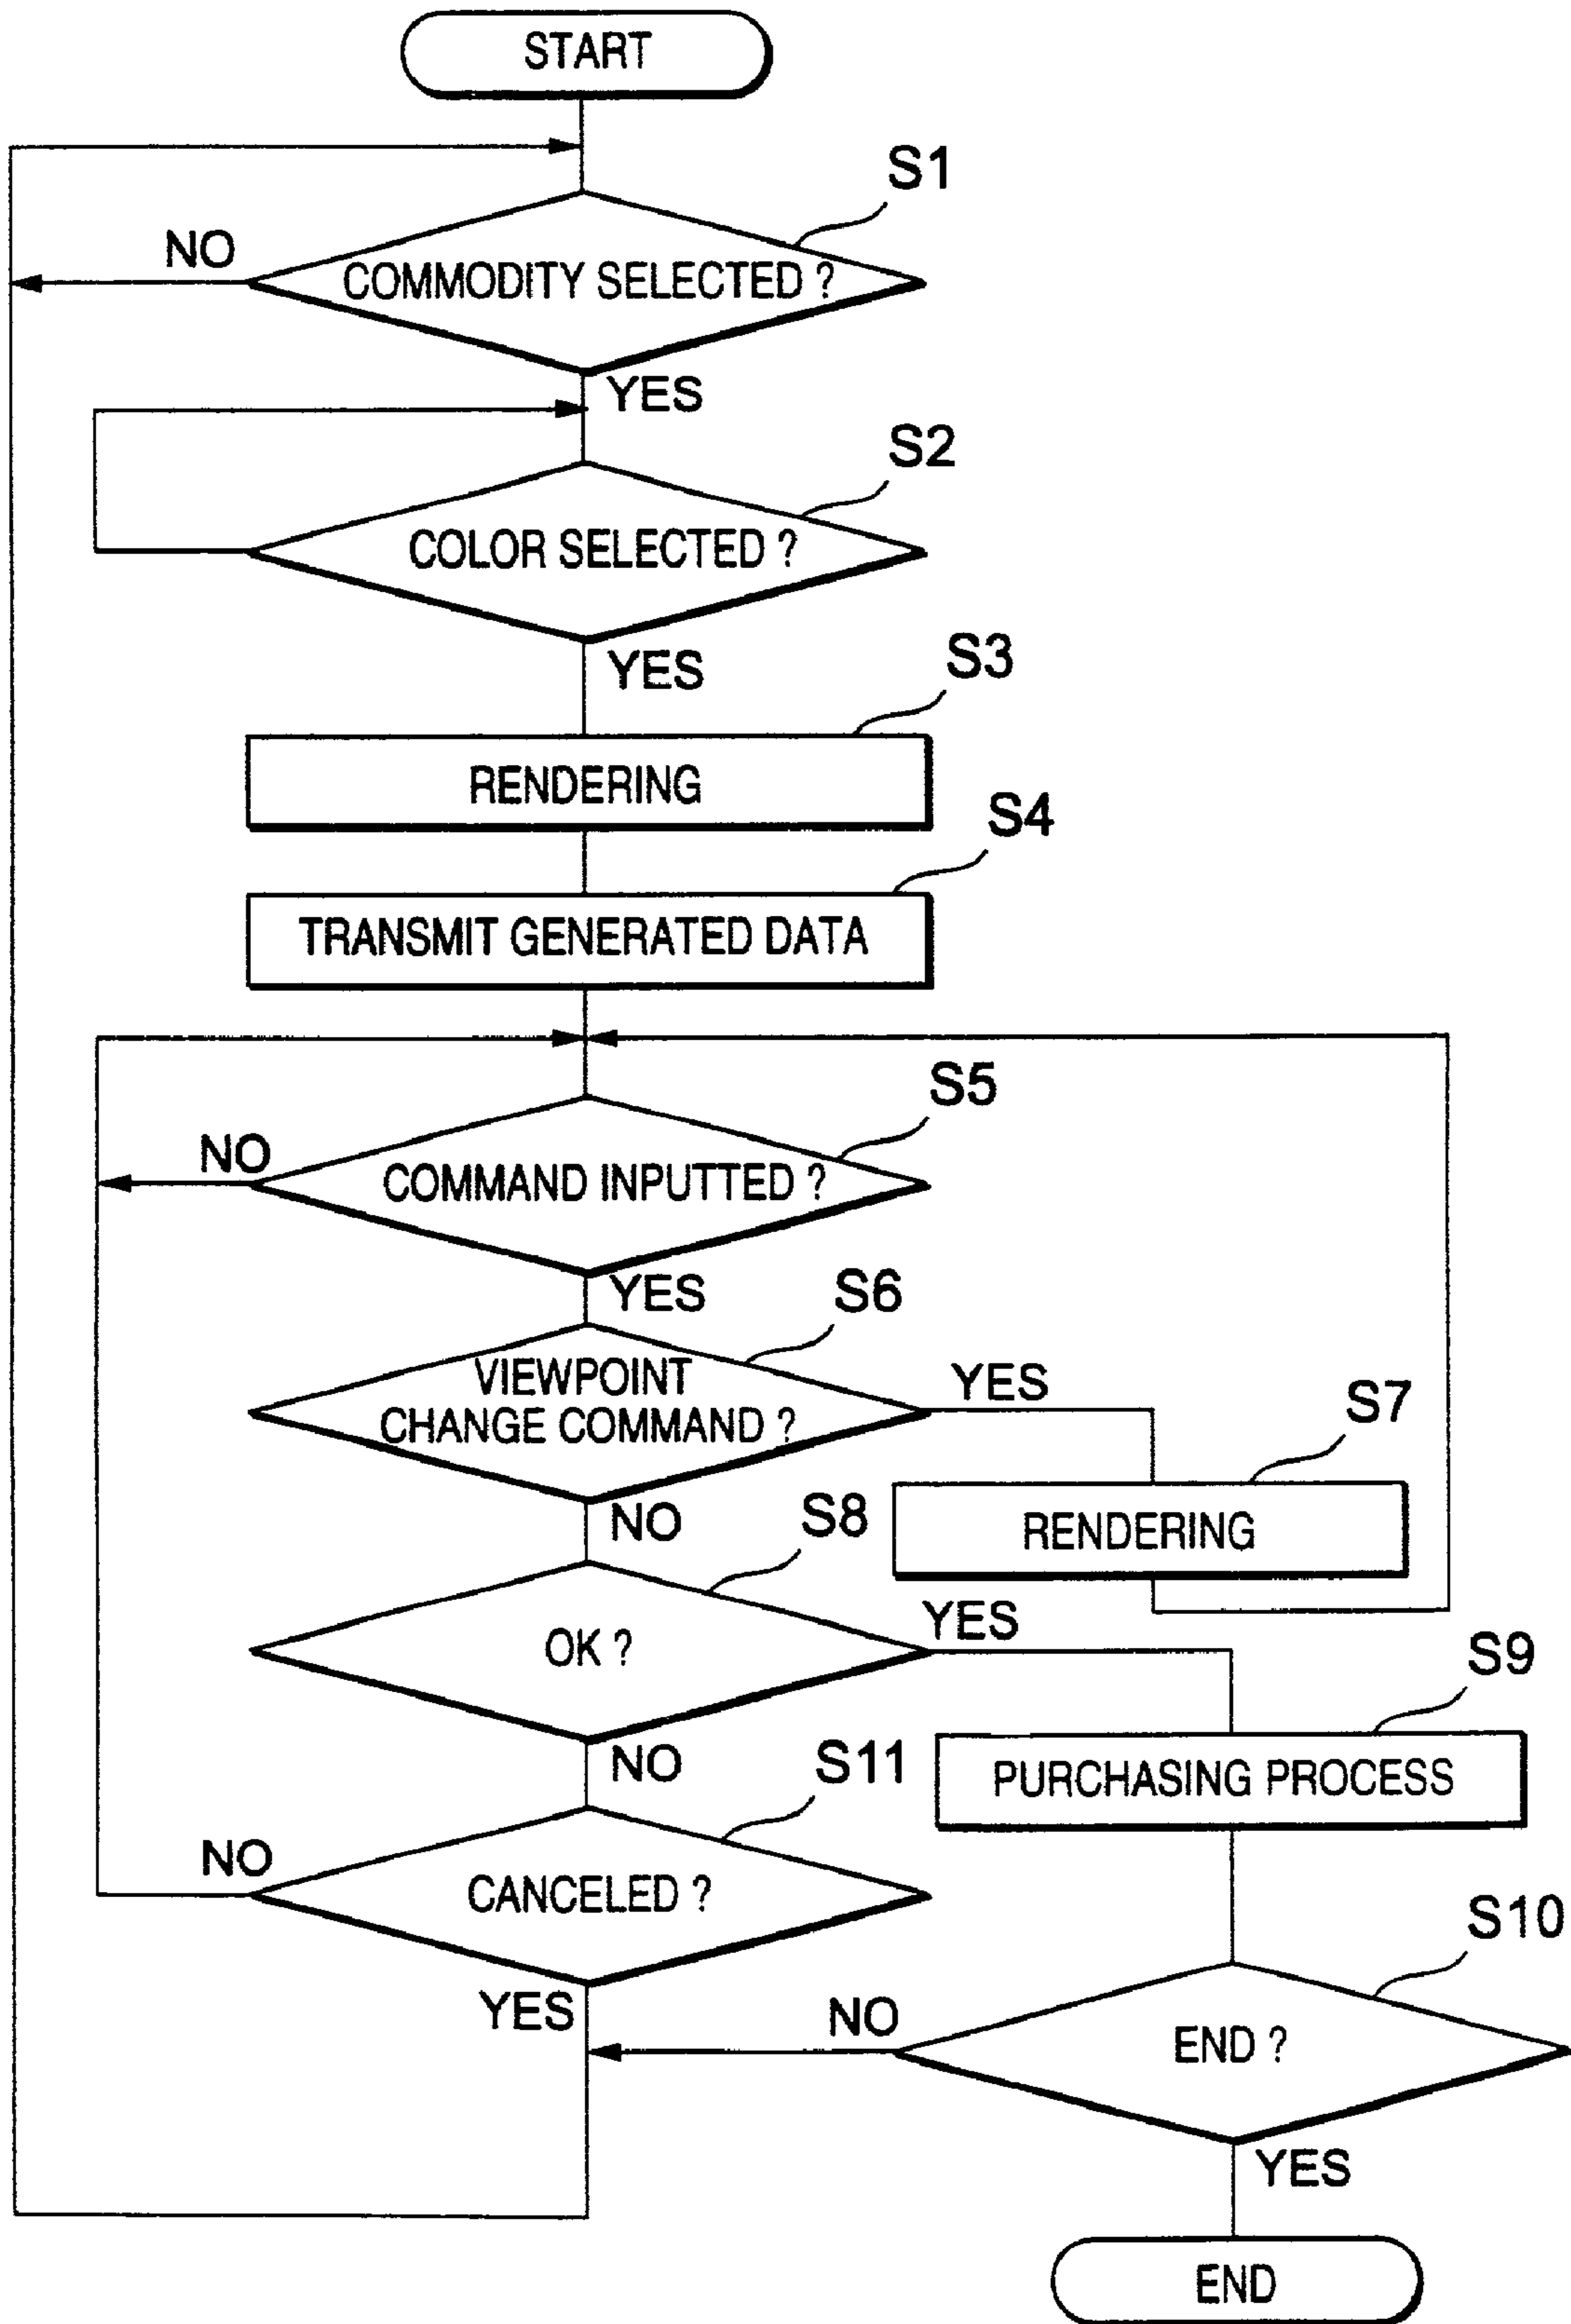 START
S1
NO
COMMODITY SELECTED ?
YES
S2
COLOR SELECTED ?
YES
S3
RENDERING
S4
TRANSMIT GENERATED DATA
S5
NO
COMMAND INPUTTED ?
YES
S6
VIEWPOINT
CHANGE COMMAND ?
YES
S7
RENDERING
NO
S8
OK ?
YES
S9
PURCHASING PROCESS
NO
S11
NO
CANCELED ?
YES
S10
NO
END ?
YES
END